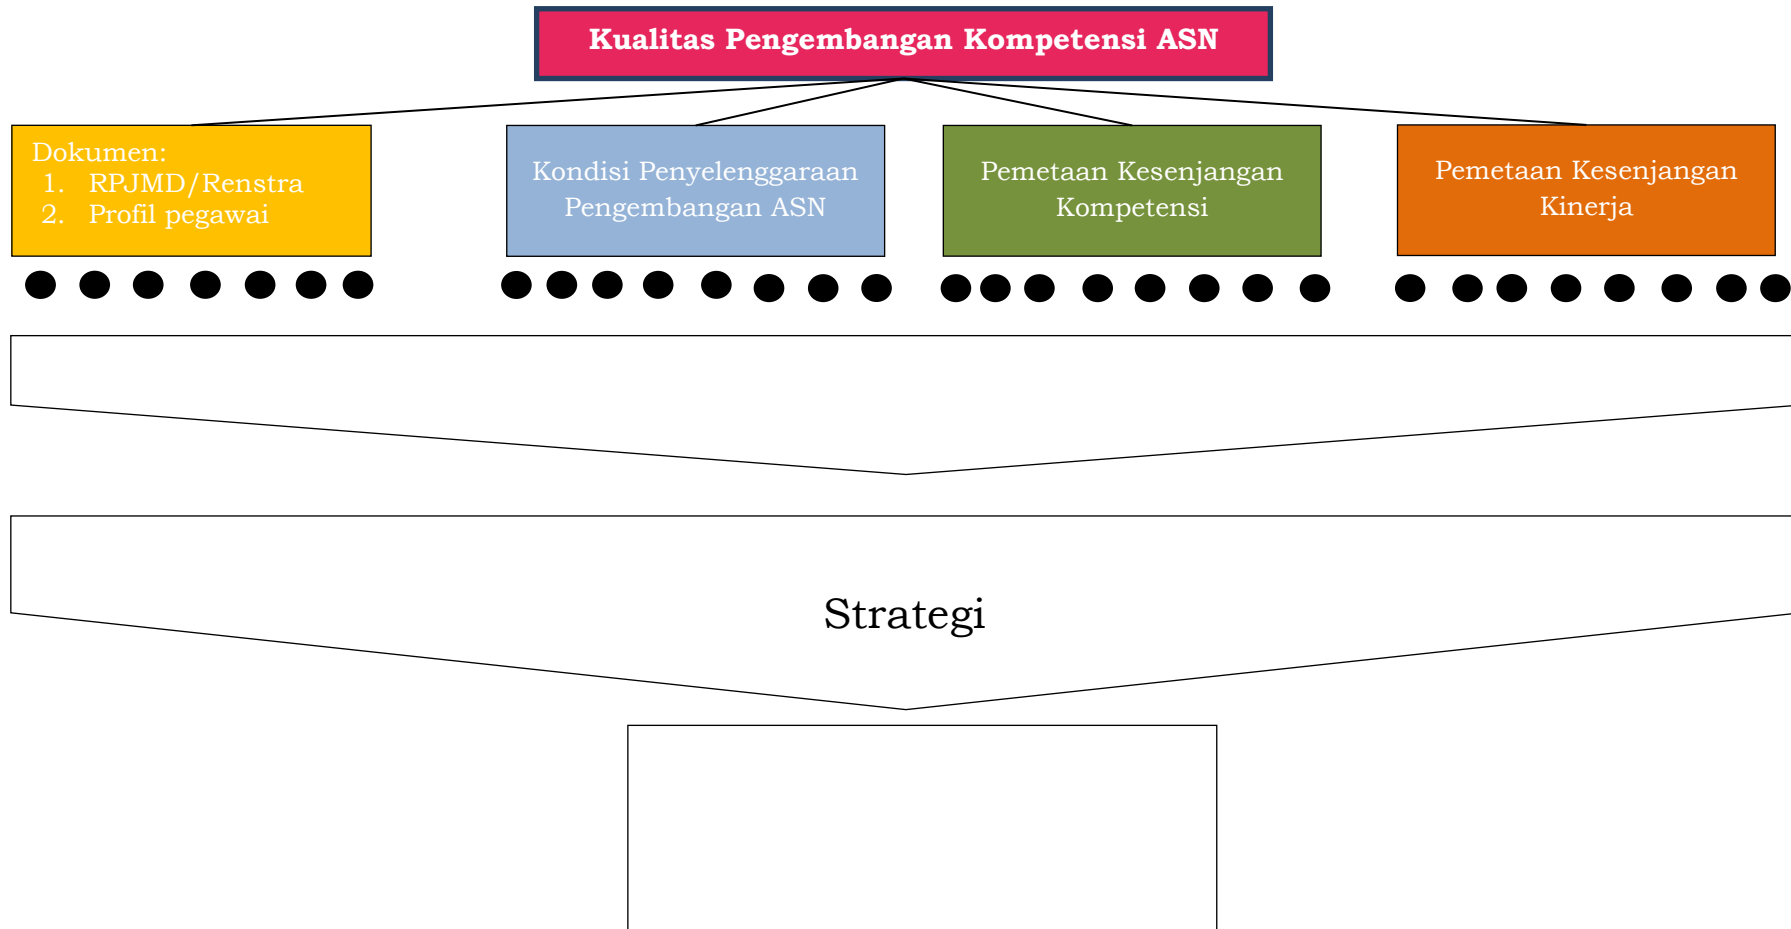 Kualitas Pengembangan Kompetensi ASN
Dokumen:
1. RPJMD/Renstra
2. Profil pegawai
Kondisi Penyelenggaraan
Pengembangan ASN
Pemetaan Kesenjangan
Kompetensi
Pemetaan Kesenjangan
Kinerja
Strategi